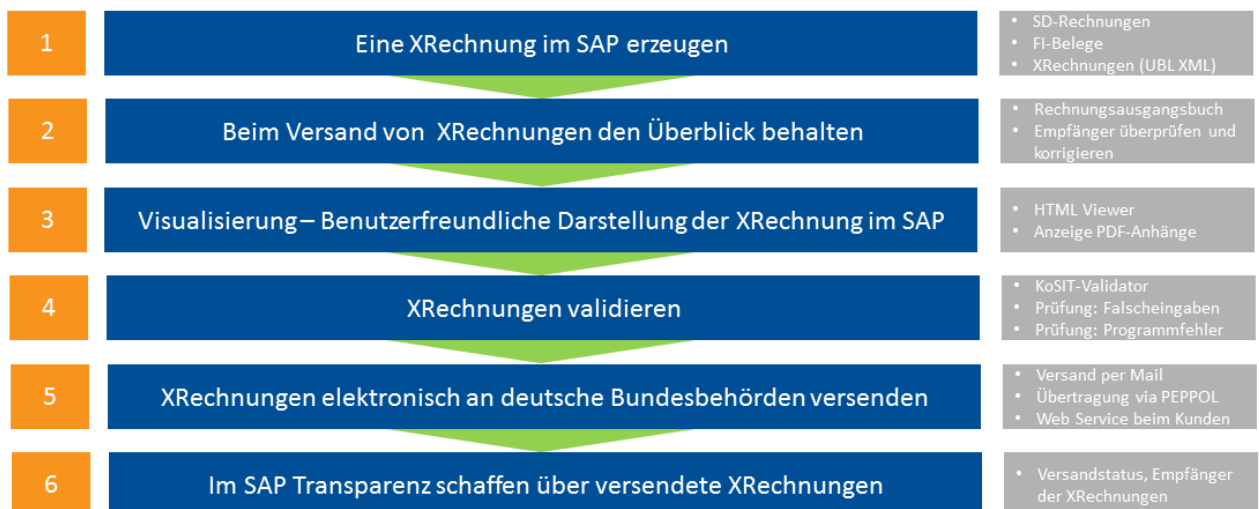 1
Eine XRechnung im SAP erzeugen
• SD-Rechnungen
• FI-Belege
• XRechnungen (UBL XML)
2
Beim Versand von XRechnungen den Überblick behalten
• Rechnungsausgangsbuch
• Empfänger überprüfen und
korrigieren
3
Visualisierung – Benutzerfreundliche Darstellung der XRechnung im SAP
• HTML Viewer
• Anzeige PDF-Anhänge
4
XRechnungen validieren
• KoSIT-Validator
• Prüfung: Falscheingaben
• Prüfung: Programmfehler
5
XRechnungen elektronisch an deutsche Bundesbehörden versenden
• Versand per Mail
• Übertragung via PEPPOL
• Web Service beim Kunden
6
Im SAP Transparenz schaffen über versendete XRechnungen
• Versandstatus, Empfänger
der XRechnungen